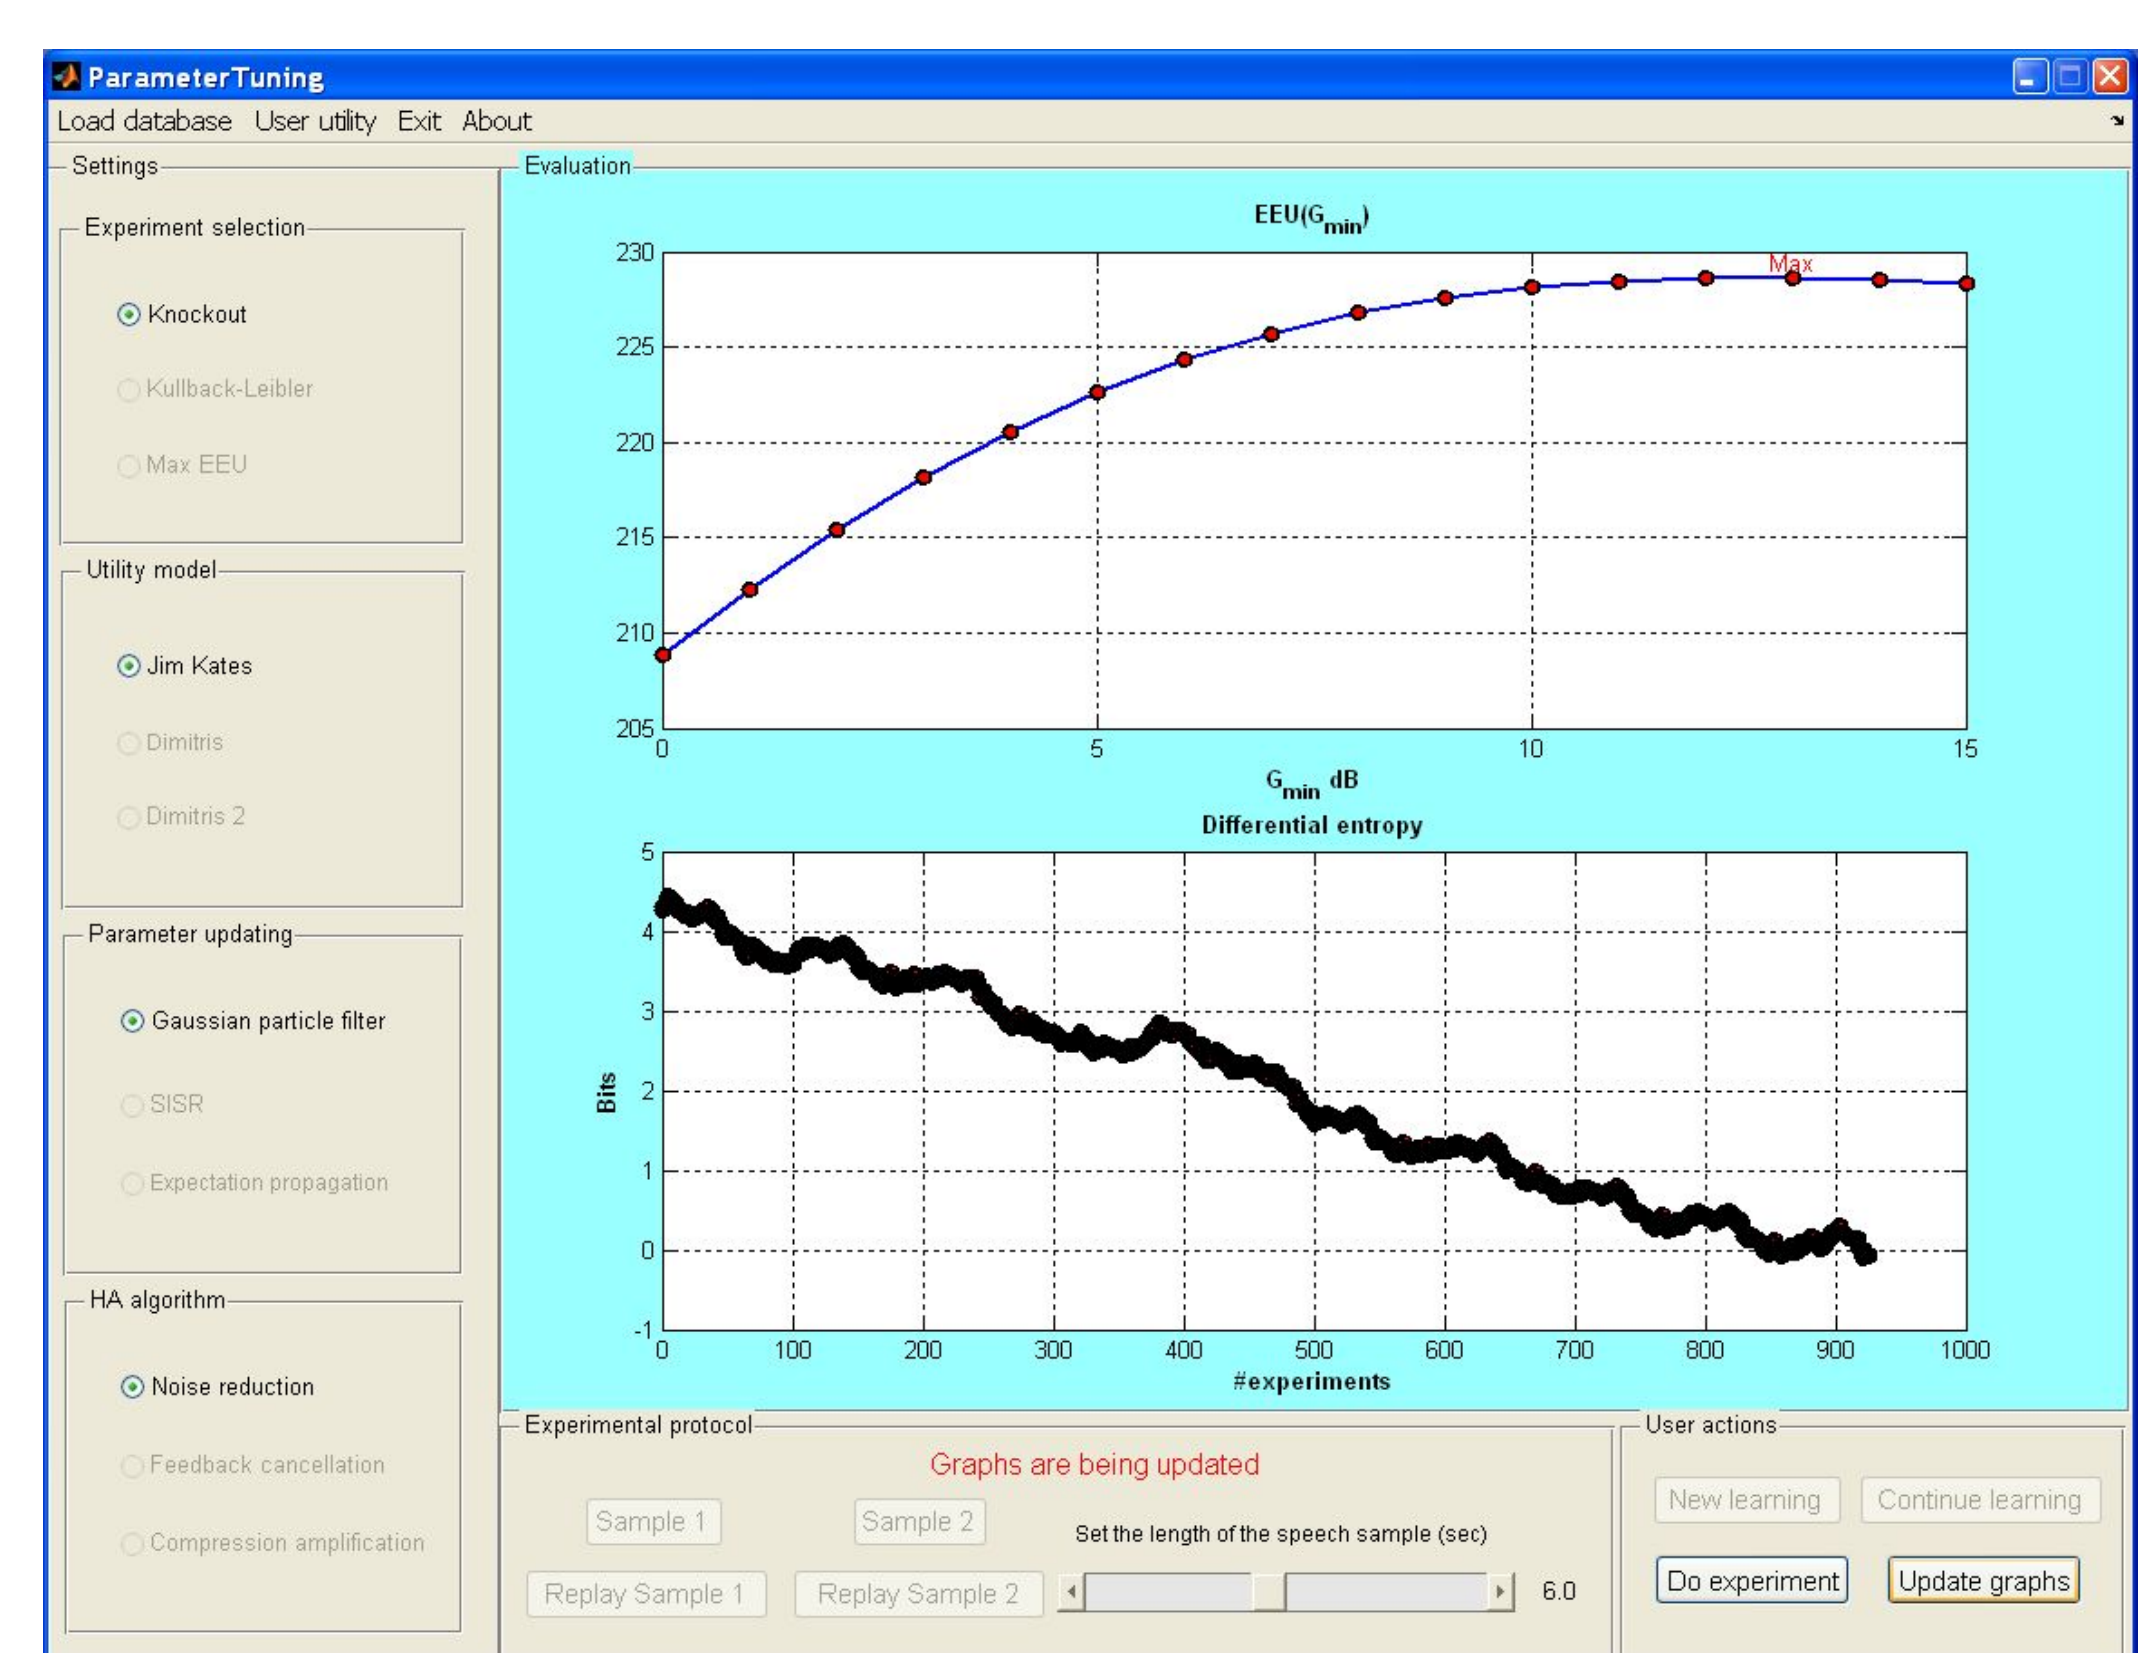 ParameterTuning
Load database User utility Exit About
Settings
Experiment selection
Knockout
Kullback-Leibler
Max EEU
Utility model
Jim Kates
Dimitris
Dimitris 2
Parameter updating
Gaussian particle filter
SISR
Expectation propagation
HA algorithm
Noise reduction
Feedback cancellation
Compression amplification
Evaluation
EEU(Gmin)
230
225
220
215
210
205
Max
0 5 10 15
Gmin dB
Differential entropy
Bits
5
4
3
2
1
0
-1
0 100 200 300 400 500 600 700 800 900 1000
#experiments
Experimental protocol
Graphs are being updated
Sample 1 Sample 2
Set the length of the speech sample (sec)
Replay Sample 1 Replay Sample 2 6.0
User actions
New learning Continue learning
Do experiment Update graphs